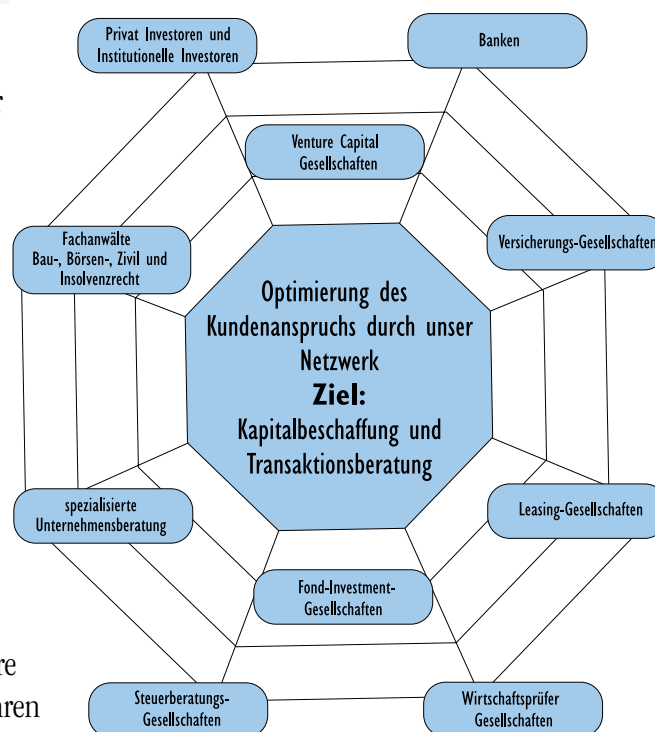 Privat Investoren und
Institutionelle Investoren
Banken
Venture Capital
Gesellschaften
Fachanwälte
Bau-, Börsen-, Zivil und
Insolvenzrecht
Versicherungs-Gesellschaften
Optimierung des
Kundenanspruchs durch unser
Netzwerk
Ziel:
Kapitalbeschaffung und
Transaktionsberatung
spezialisierte
Unternehmensberatung
Leasing-Gesellschaften
Fond-Investment-
Gesellschaften
Steuerberatungs-
Gesellschaften
Wirtschaftsprüfer
Gesellschaften